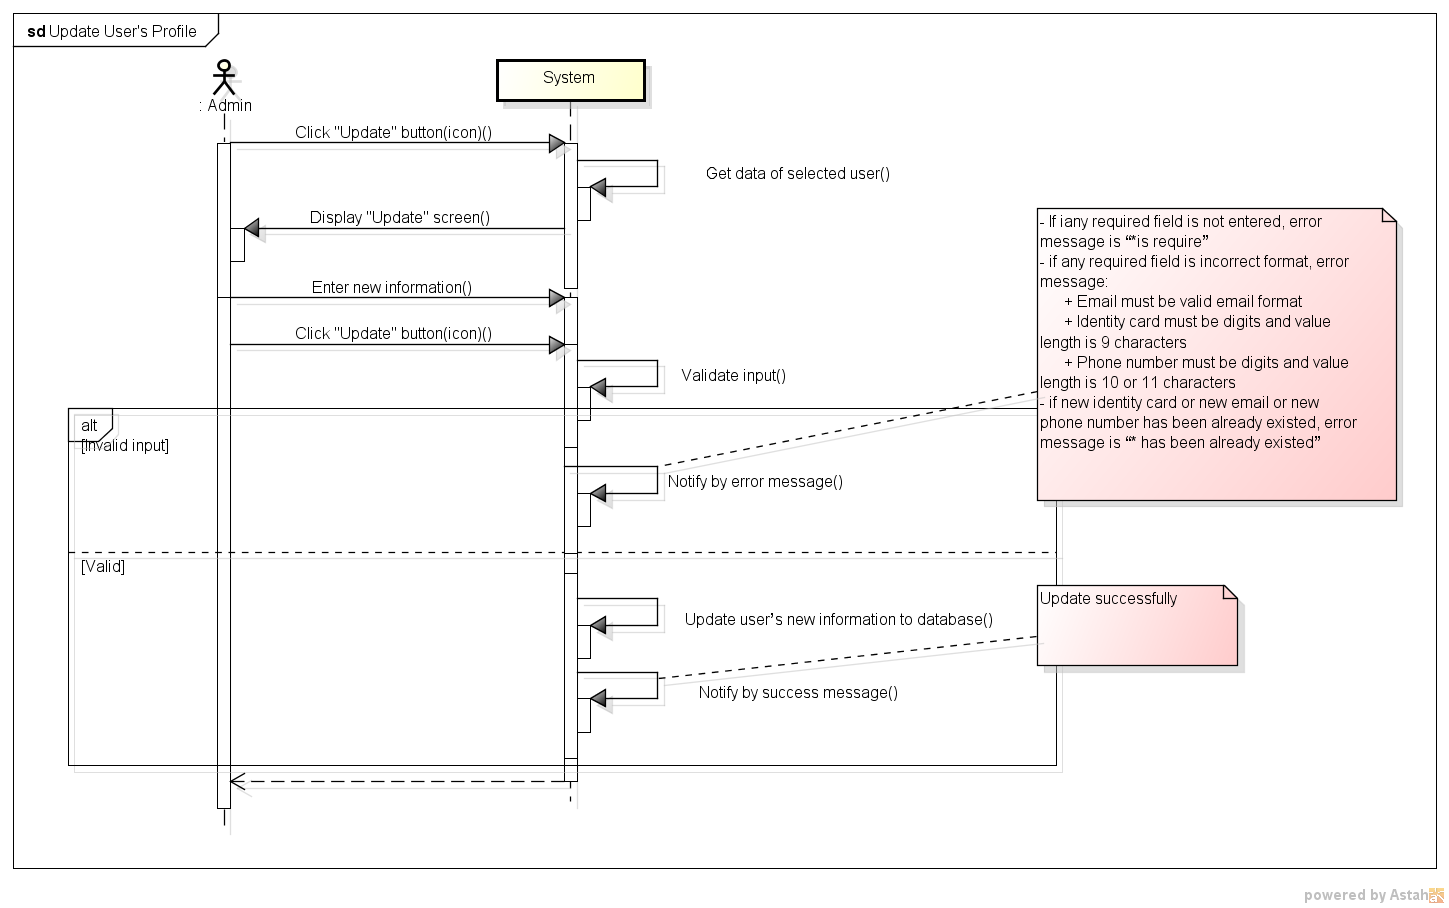 sd Update User's Profile
: Admin
System
Click "Update" button(icon)()
Get data of selected user()
Display "Update" screen()
Enter new information()
Click "Update" button(icon)()
Validate input()
- If iany required field is not entered, error
message is “*is require”
- if any required field is incorrect format, error
message:
+ Email must be valid email format
+ Identity card must be digits and value
length is 9 characters
+ Phone number must be digits and value
length is 10 or 11 characters
- if new identity card or new email or new
phone number has been already existed, error
message is “* has been already existed”
alt
[Invalid input]
Notify by error message()
[Valid]
Update successfully
Update user’s new information to database()
Notify by success message()
powered by Astah